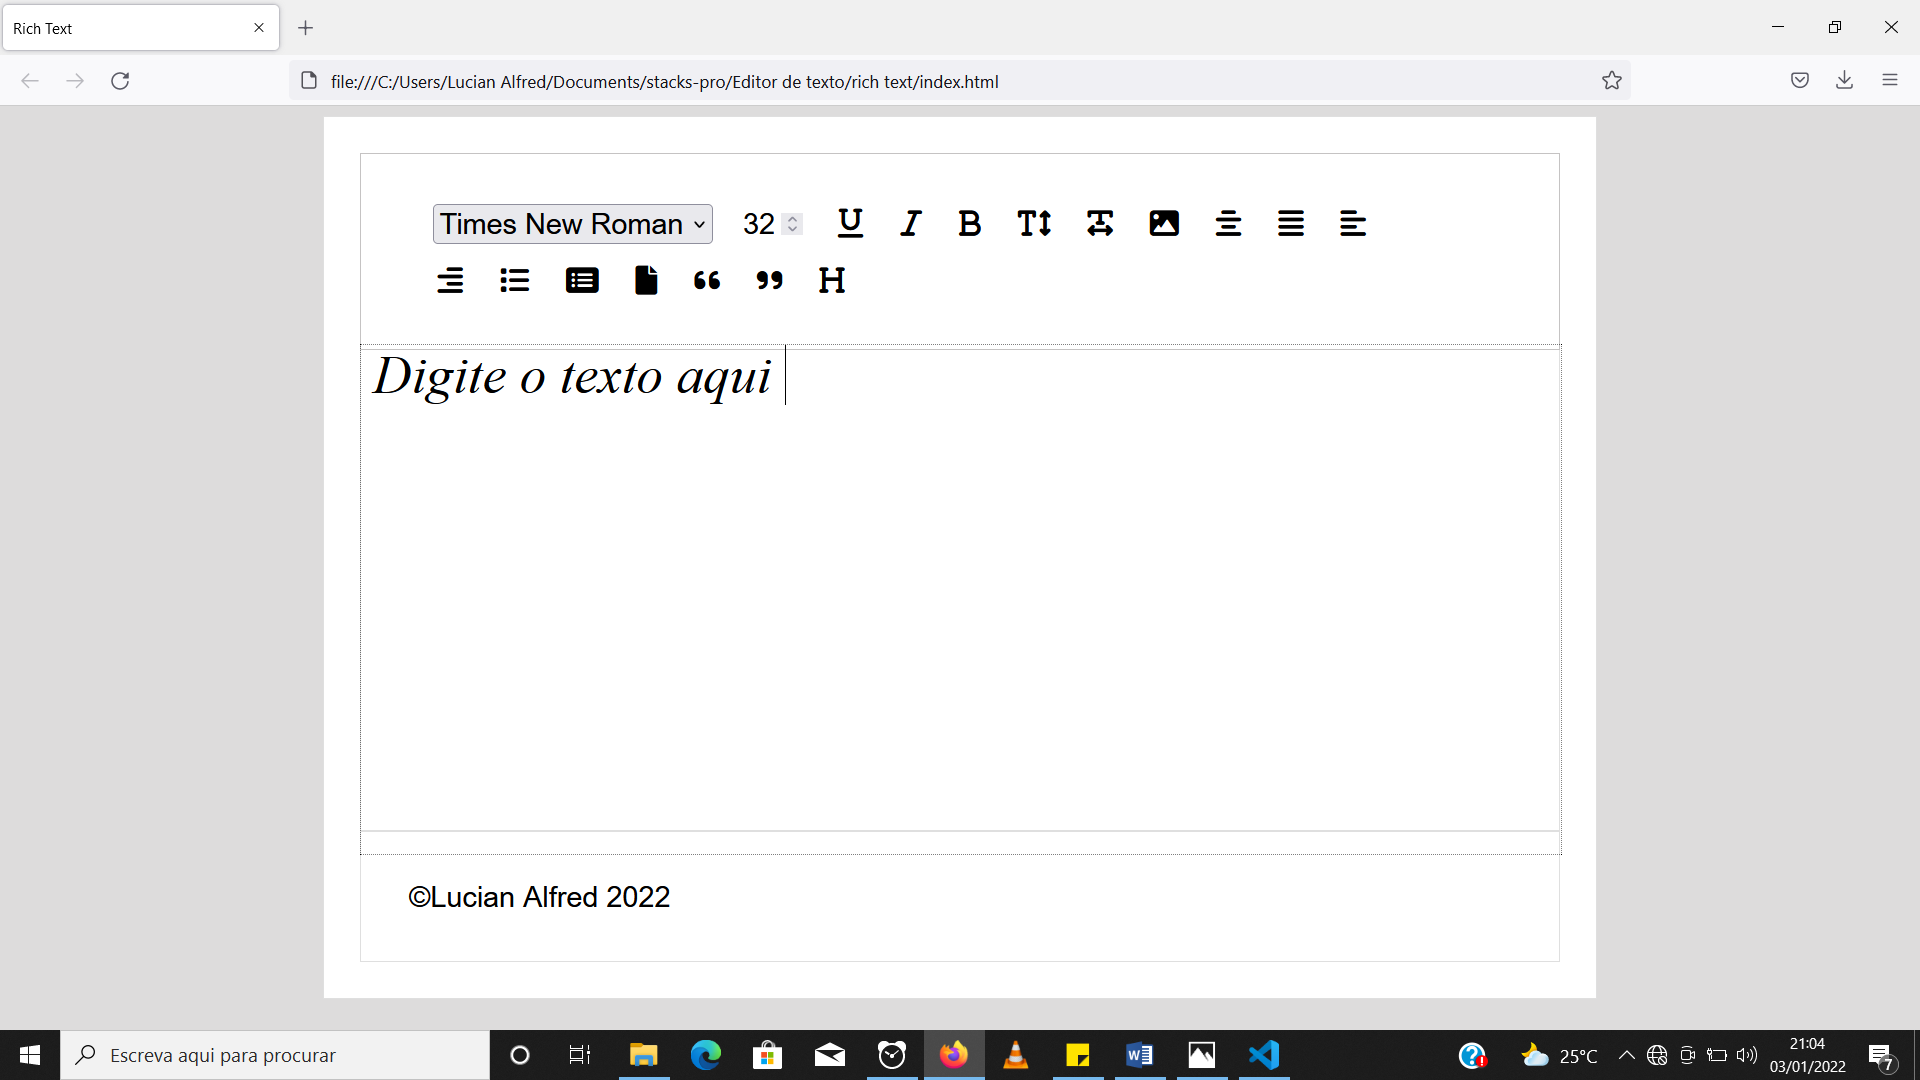 Rich Text
file:///C:/Users/Lucian Alfred/Documents/stacks-pro/Editor de texto/rich text/index.html
Times New Roman 32 U I B T T
H
Digite o texto aqui
©Lucian Alfred 2022
Escreva aqui para procurar
25°C
21:04
03/01/2022
7